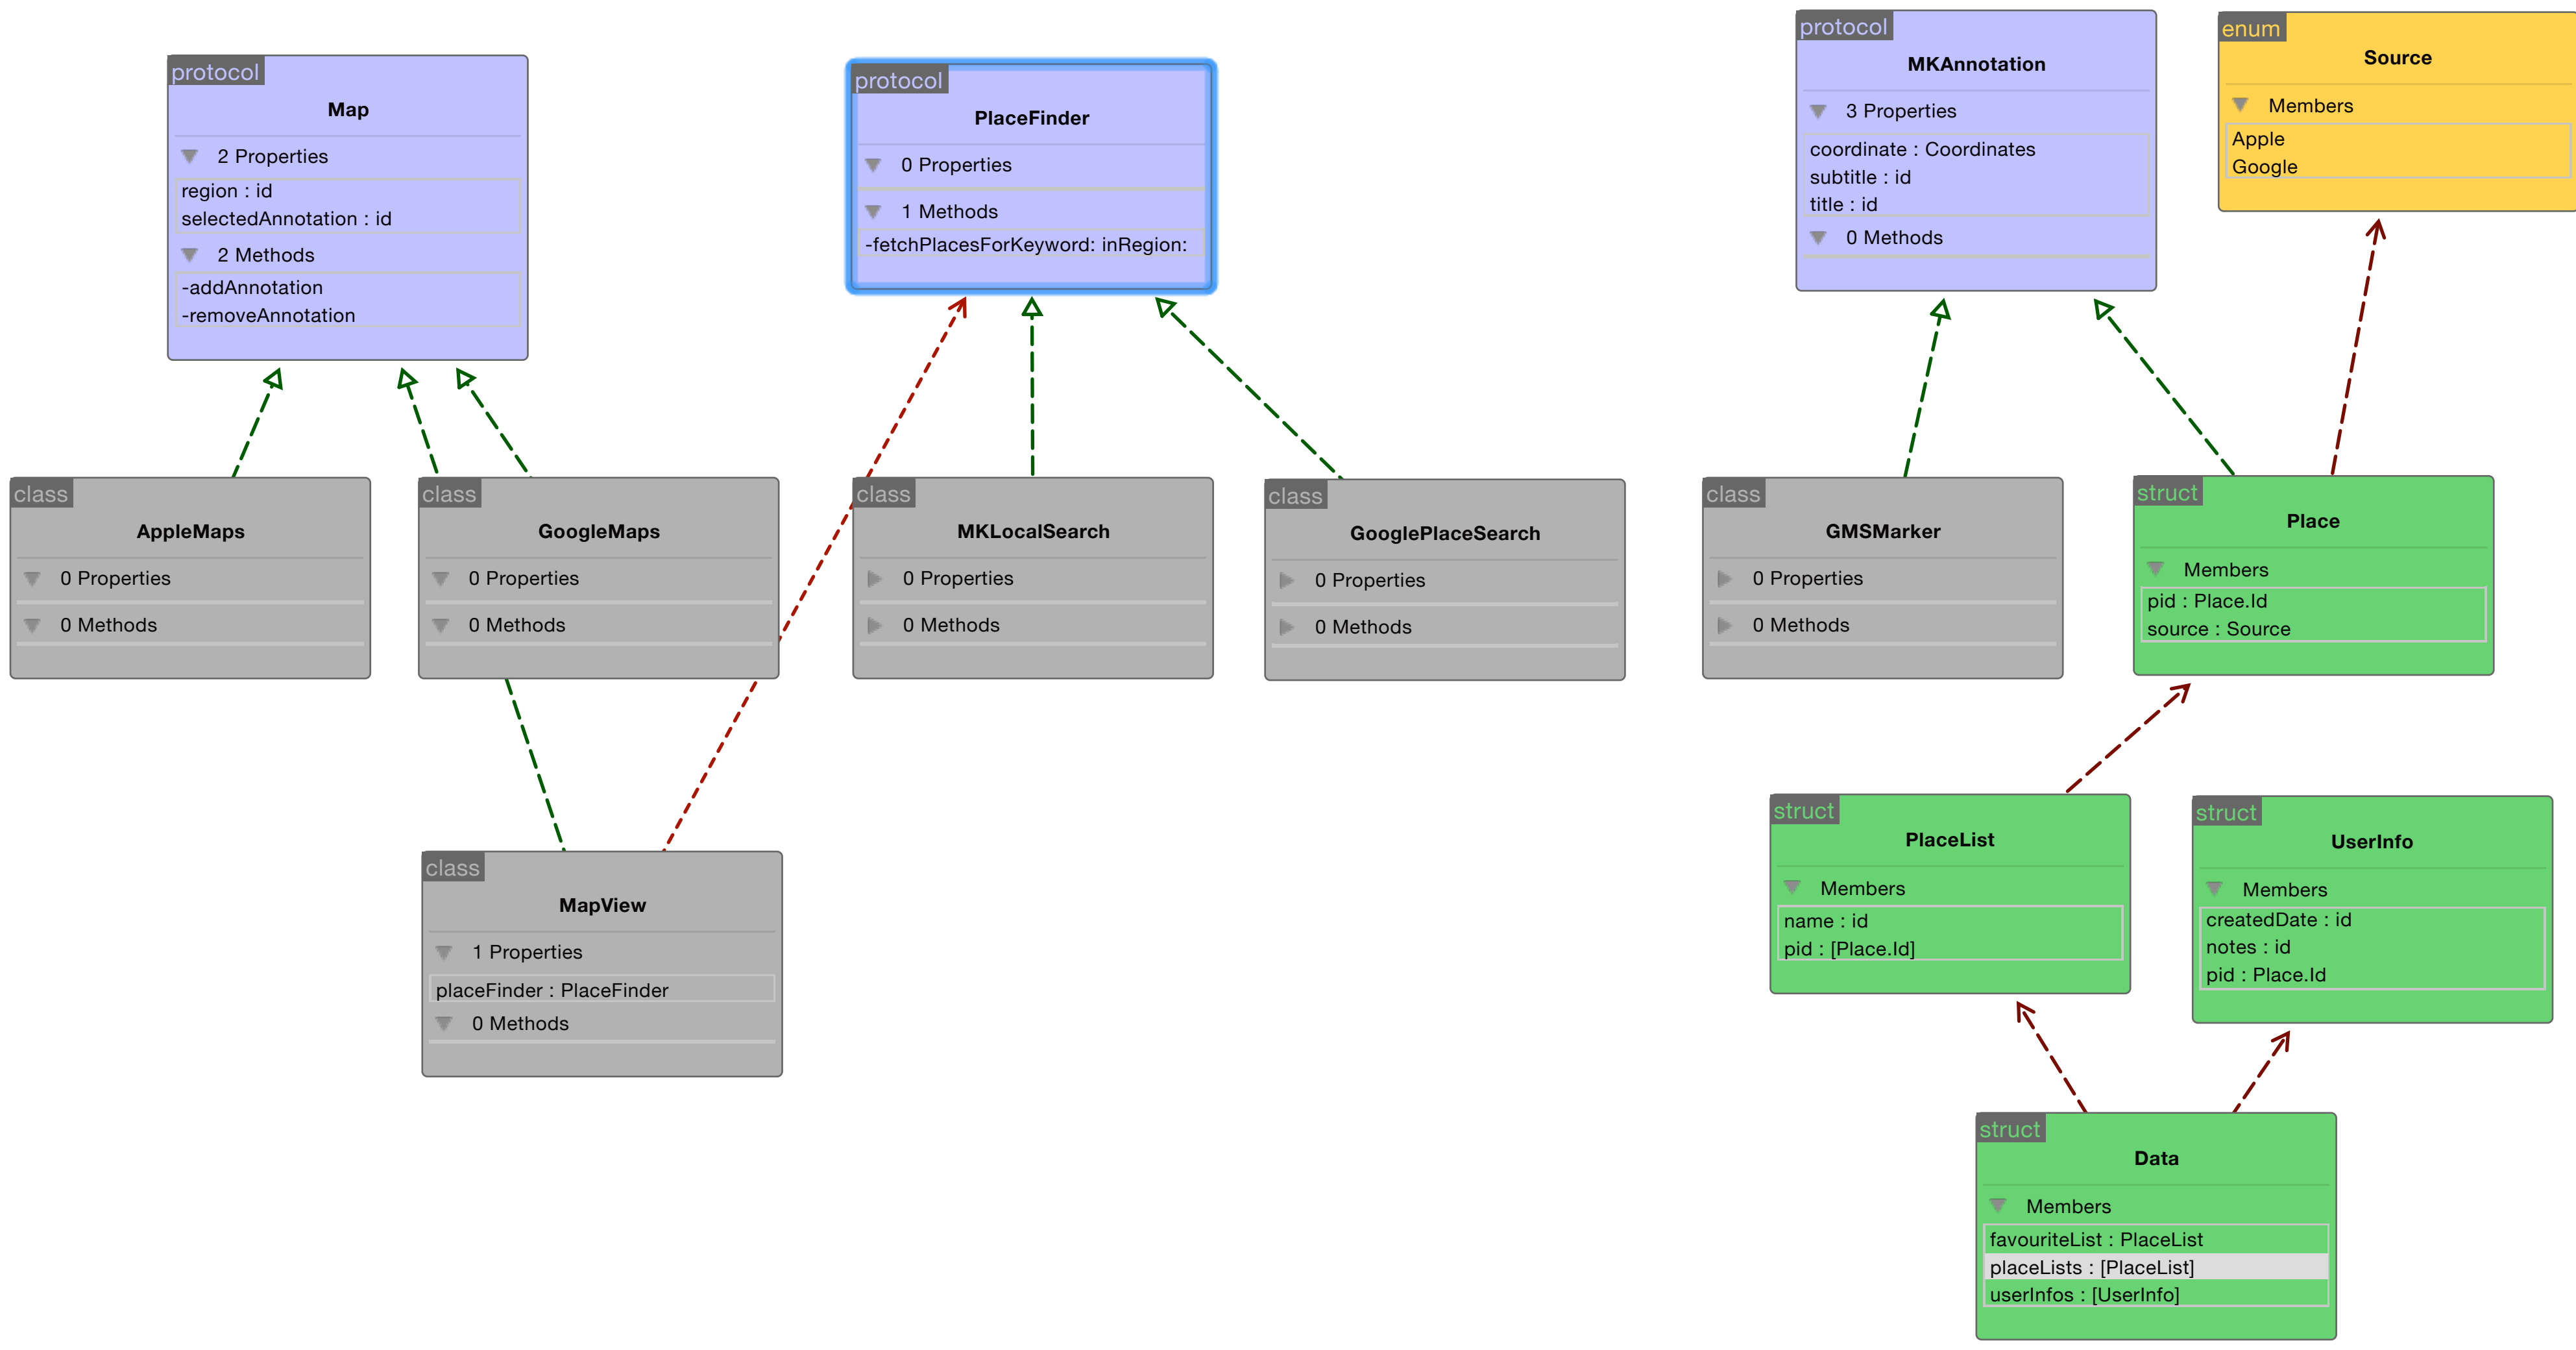 protocol
Map
2 Properties
region : id
selectedAnnotation : id
2 Methods
-addAnnotation
-removeAnnotation
protocol
PlaceFinder
0 Properties
1 Methods
-fetchPlacesForKeyword: inRegion:
protocol
MKAnnotation
3 Properties
coordinate : Coordinates
subtitle : id
title : id
0 Methods
enum
Source
Members
Apple
Google
class
AppleMaps
0 Properties
0 Methods
class
GoogleMaps
0 Properties
0 Methods
class
MKLocalSearch
0 Properties
0 Methods
class
GooglePlaceSearch
0 Properties
0 Methods
class
GMSMarker
0 Properties
0 Methods
struct
Place
Members
pid : Place.Id
source : Source
class
MapView
1 Properties
placeFinder : PlaceFinder
0 Methods
struct
PlaceList
Members
name : id
pid : [Place.Id]
struct
UserInfo
Members
createdDate : id
notes : id
pid : Place.Id
struct
Data
Members
favouriteList : PlaceList
placeLists : [PlaceList]
userInfos : [UserInfo]